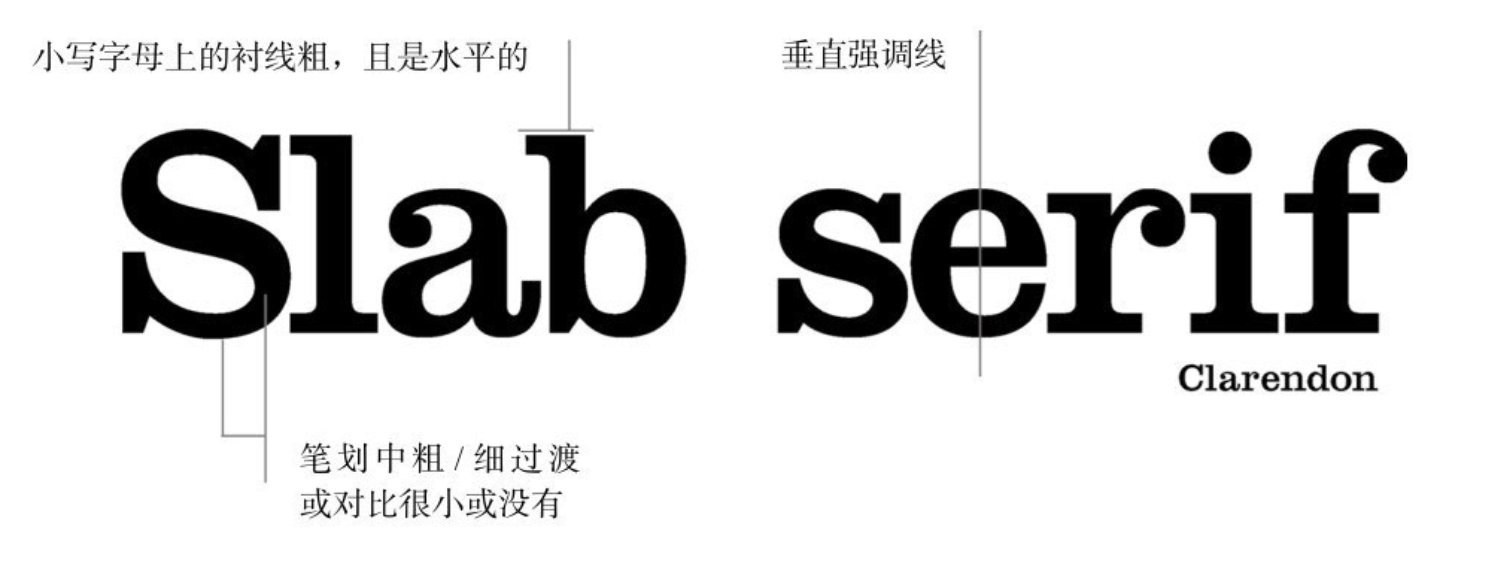 小写字母上的衬线粗，且是水平的
垂直强调线
Slab serif
Clarendon
笔划中粗/细过渡
或对比很小或没有